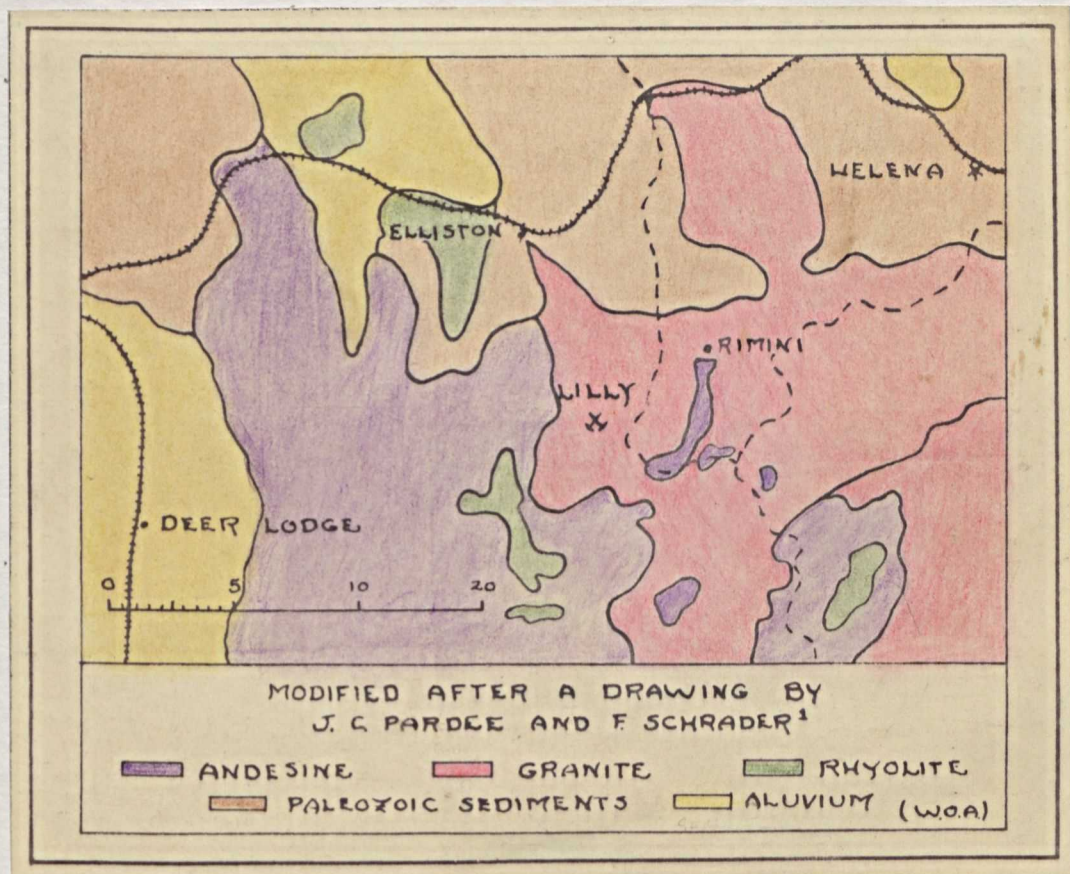 HELENA
ELLISTON
RIMINI
LILLY
DEER LODGE
0 5 10 20
MODIFIED AFTER A DRAWING BY
J. C PARDEE AND F. SCHRADER¹
ANDESINE GRANITE RHYOLITE
PALEOZOIC SEDIMENTS ALUVIUM (W.O.A.)